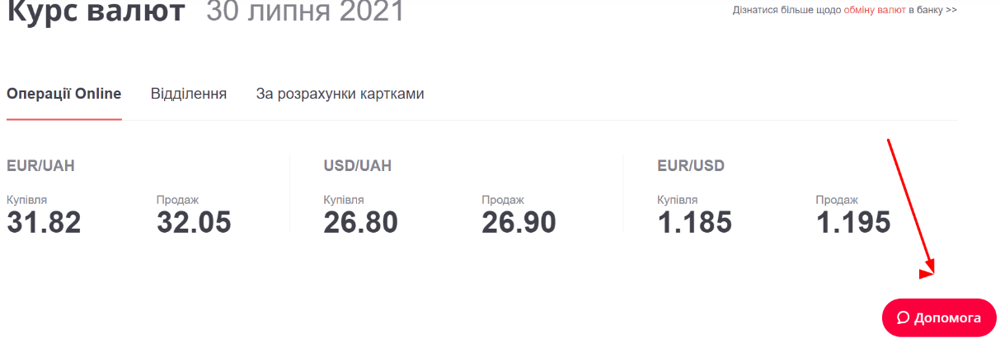 Курс валют 30 липня 2021
Дізнатися більше щодо обміну валют в банку >>
Операції Online Відділення За розрахунки картками
EUR/UAH USD/UAH EUR/USD
Купівля Продаж Купівля Продаж Купівля Продаж
31.82 32.05 26.80 26.90 1.185 1.195
Допомога